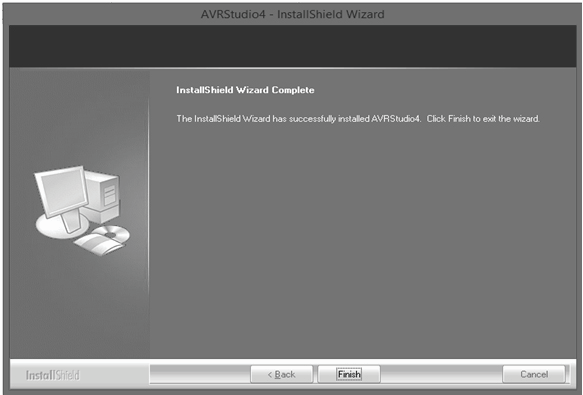 AVRStudio4 - InstallShield Wizard
InstallShield Wizard Complete
The InstallShield Wizard has successfully installed AVRStudio4. Click Finish to exit the wizard.
InstallShield
< Back
Finish
Cancel